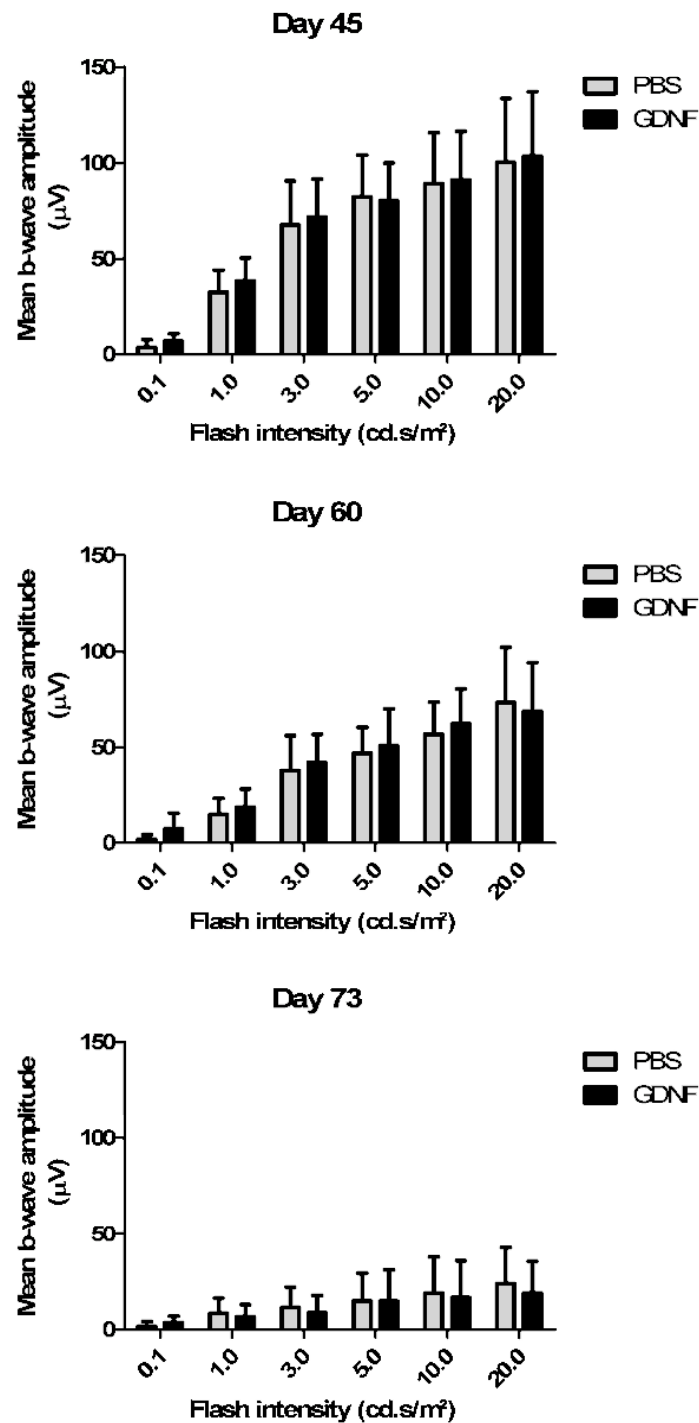 Day 45
150
100
50
0
Mean b-wave amplitude
(µV)
0.1
1.0
3.0
5.0
10.0
20.0
Flash intensity (cd.s/m²)
PBS
GDNF
Day 60
150
100
50
0
Mean b-wave amplitude
(µV)
0.1
1.0
3.0
5.0
10.0
20.0
Flash intensity (cd.s/m²)
PBS
GDNF
Day 73
150
100
50
0
Mean b-wave amplitude
(µV)
0.1
1.0
3.0
5.0
10.0
20.0
Flash intensity (cd.s/m²)
PBS
GDNF